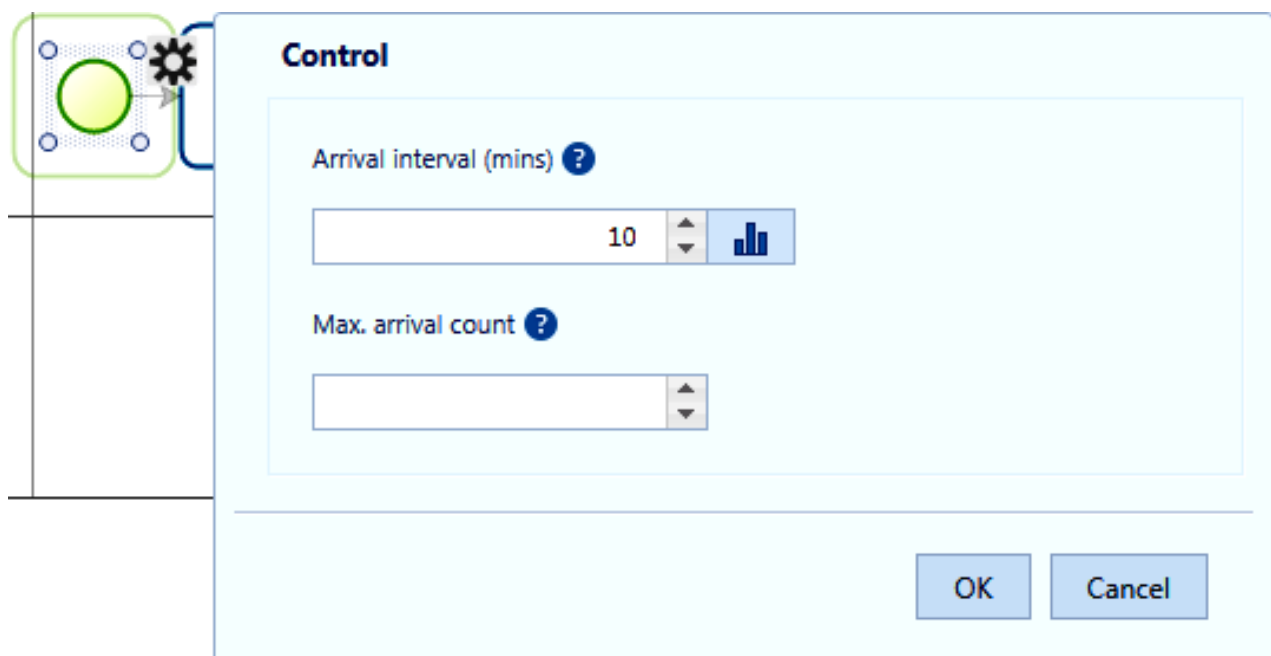 Control
Arrival interval (mins) ?
10
Max. arrival count ?
OK
Cancel